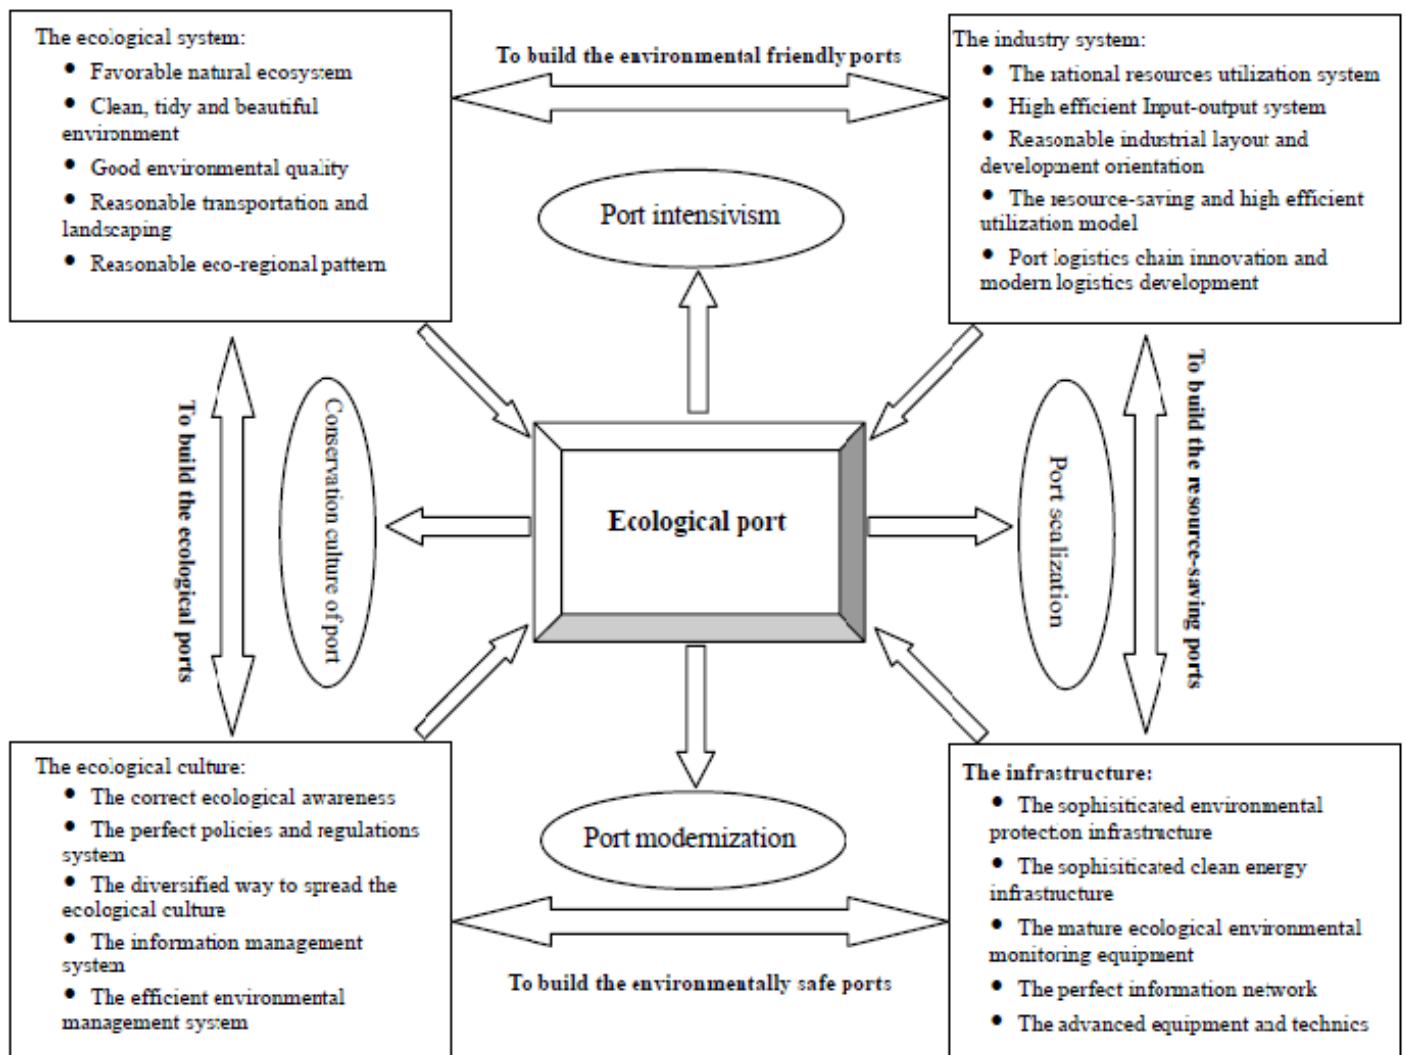 The ecological system:
• Favorable natural ecosystem
• Clean, tidy and beautiful
environment
• Good environmental quality
• Reasonable transportation and
landscaping
• Reasonable eco-regional pattern
To build the environmental friendly ports
The industry system:
• The rational resources utilization system
• High efficient Input-output system
• Reasonable industrial layout and
development orientation
• The resource-saving and high efficient
utilization model
• Port logistics chain innovation and
modern logistics development
Port intensivism
To build the ecological ports
Conservation culture of port
Ecological port
Port scalization
To build the resource-saving ports
Port modernization
The ecological culture:
• The correct ecological awareness
• The perfect policies and regulations
system
• The diversified way to spread the
ecological culture
• The information management
system
• The efficient environmental
management system
To build the environmentally safe ports
The infrastructure:
• The sophisiticated environmental
protection infrastructure
• The sophisiticated clean energy
infrastructure
• The mature ecological environmental
monitoring equipment
• The perfect information network
• The advanced equipment and technics